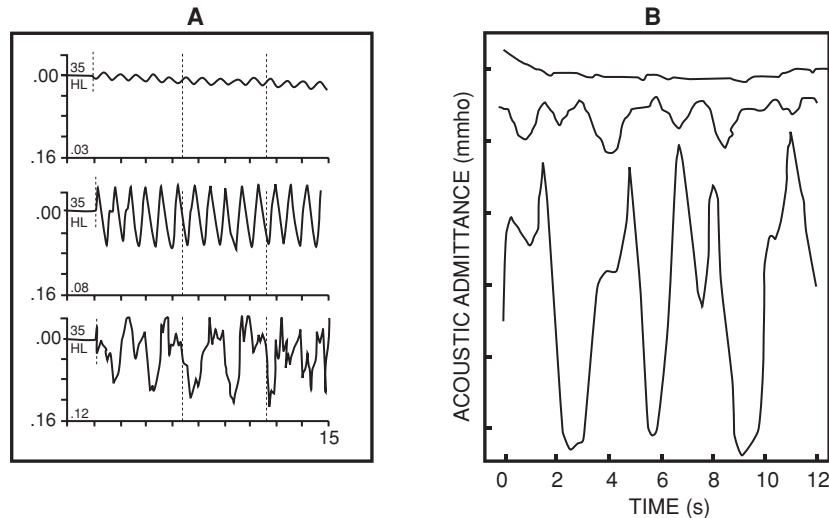 A
.00
35
HL
.03
.16
.00
35
HL
.08
.16
.00
35
HL
.12
.16
15
B
ACOUSTIC ADMITTANCE (mmho)
0 2 4 6 8 10 12
TIME (s)